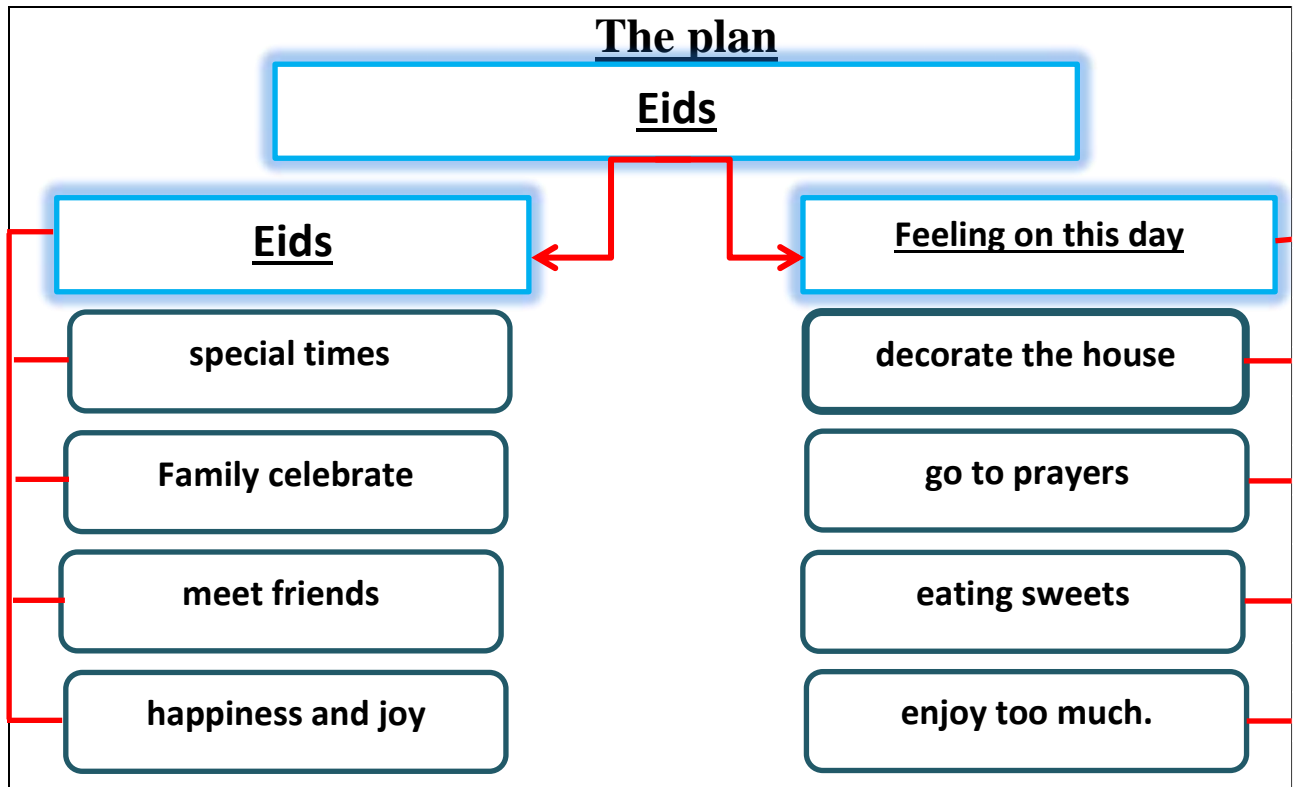 The plan
Eids
Eids
special times
Family celebrate
meet friends
happiness and joy
Feeling on this day
decorate the house
go to prayers
eating sweets
enjoy too much.